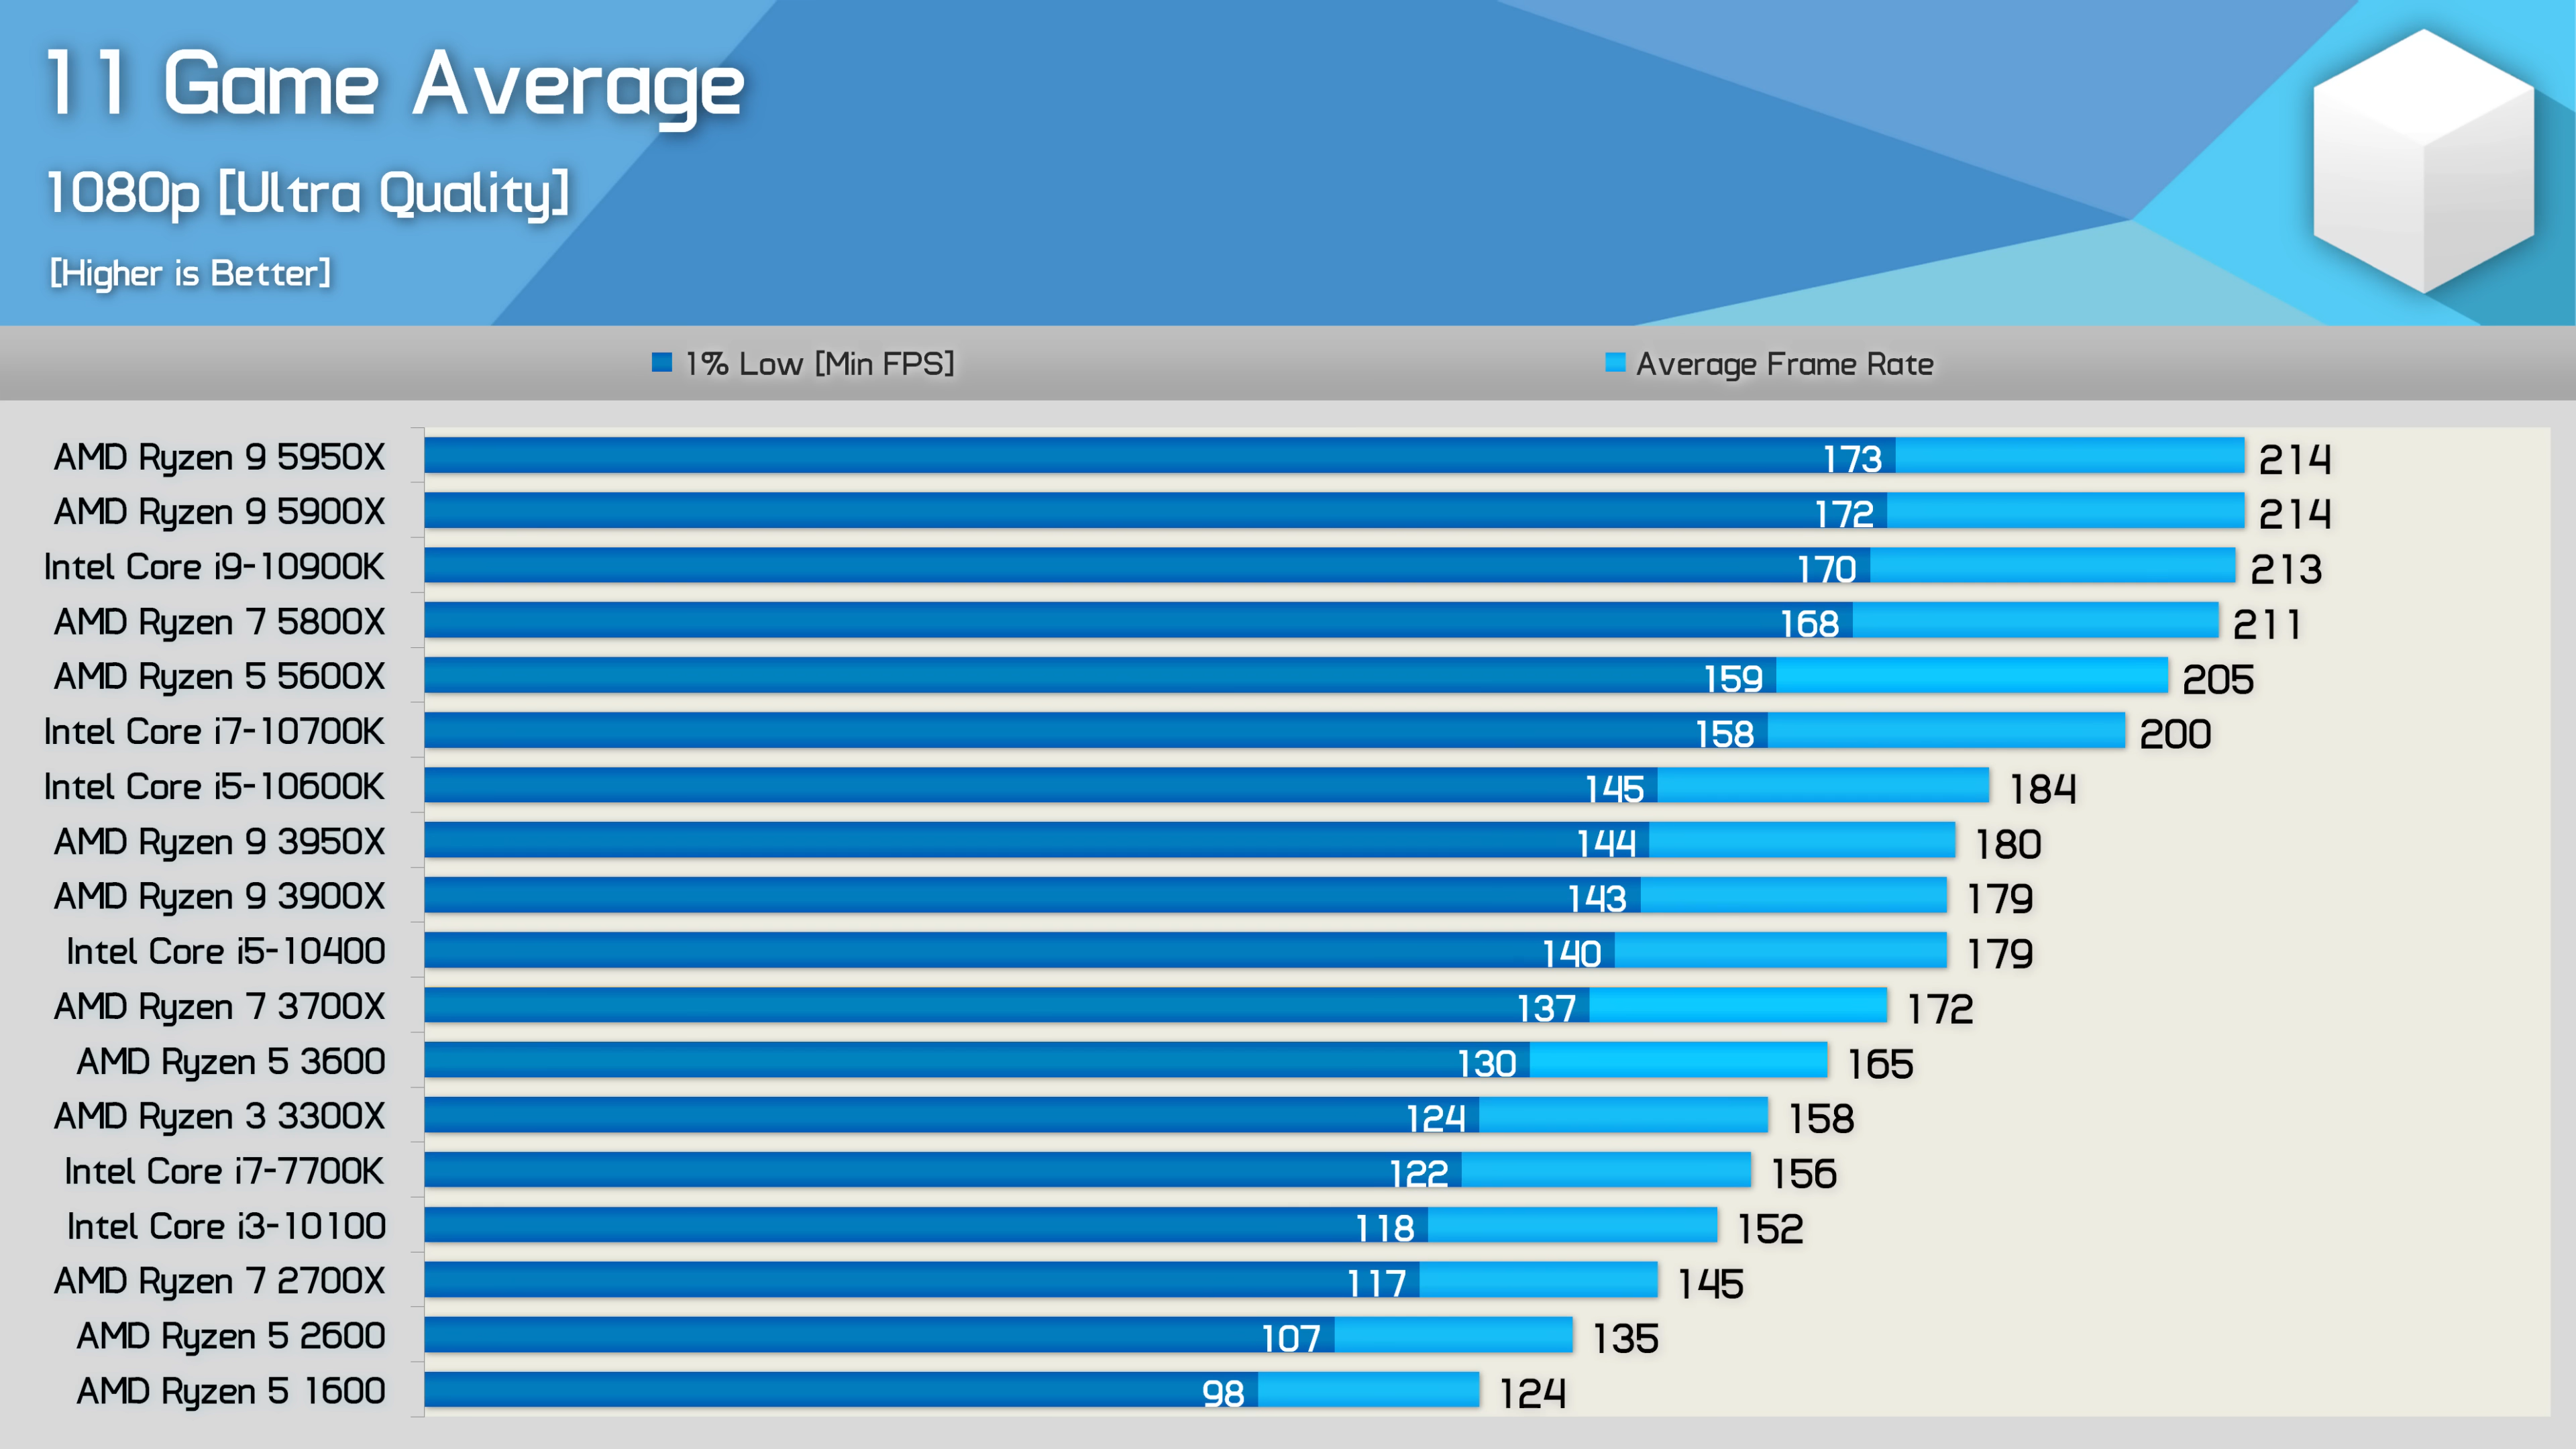 11 Game Average
1080p [Ultra Quality]
[Higher is Better]
1% Low [Min FPS] Average Frame Rate
AMD Ryzen 9 5950X 173 214
AMD Ryzen 9 5900X 172 214
Intel Core i9-10900K 170 213
AMD Ryzen 7 5800X 168 211
AMD Ryzen 5 5600X 159 205
Intel Core i7-10700K 158 200
Intel Core i5-10600K 145 184
AMD Ryzen 9 3950X 144 180
AMD Ryzen 9 3900X 143 179
Intel Core i5-10400 140 179
AMD Ryzen 7 3700X 137 172
AMD Ryzen 5 3600 130 165
AMD Ryzen 3 3300X 124 158
Intel Core i7-7700K 122 156
Intel Core i3-10100 118 152
AMD Ryzen 7 2700X 117 145
AMD Ryzen 5 2600 107 135
AMD Ryzen 5 1600 98 124